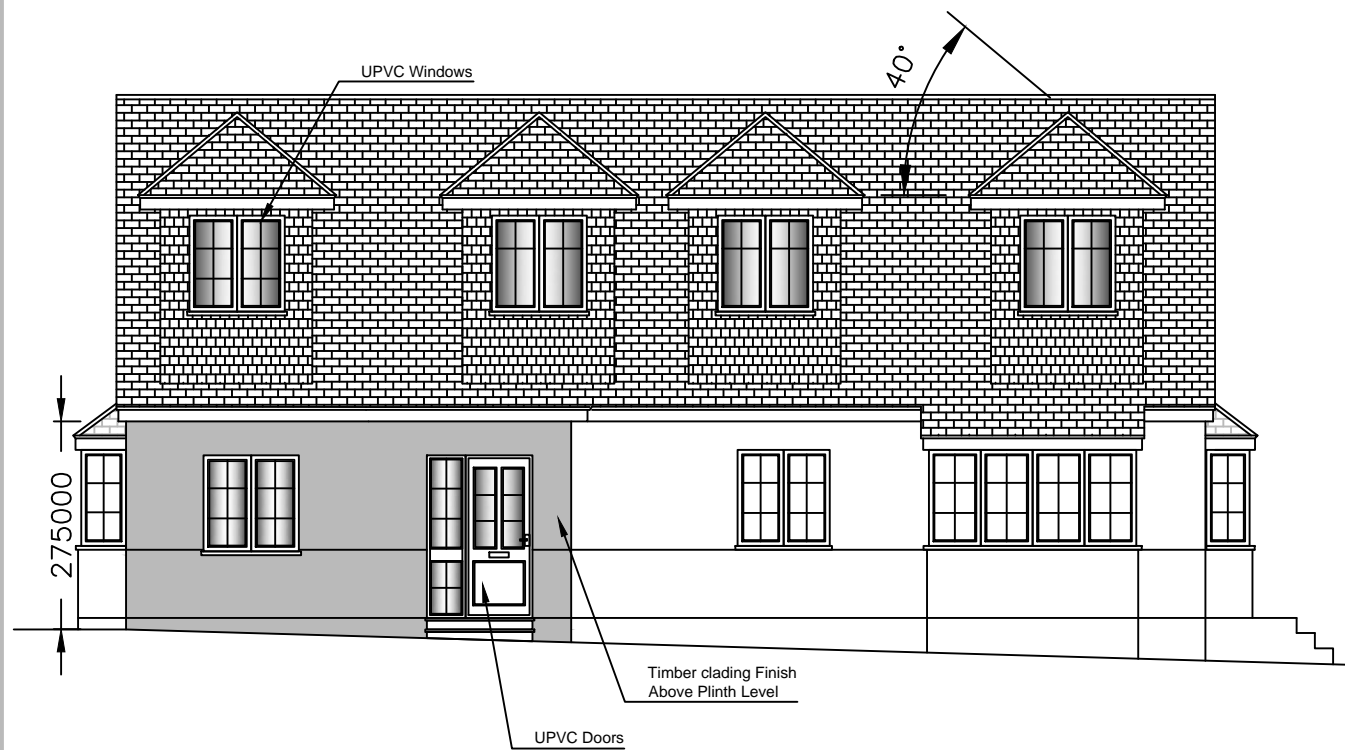 40°
UPVC Windows
275000
Timber clading Finish
Above Plinth Level
UPVC Doors